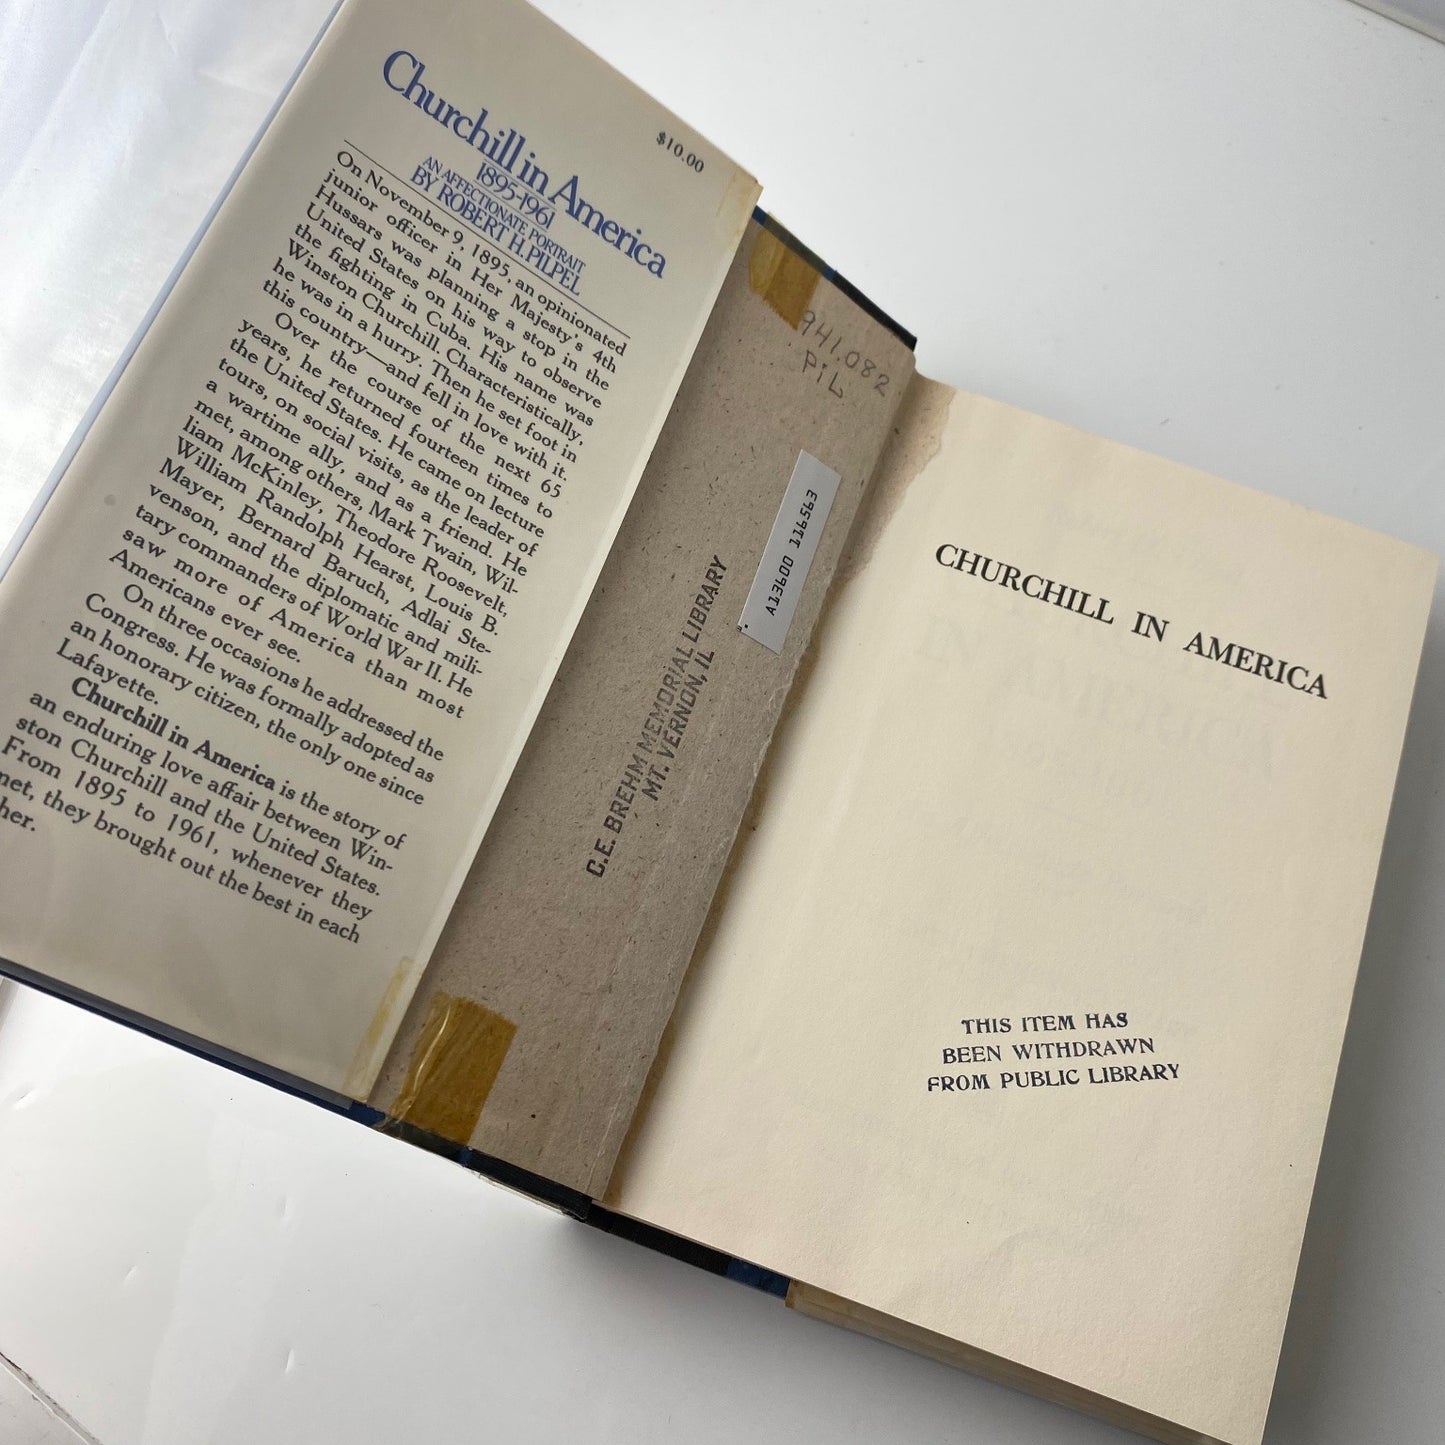 $10.00
Churchill in America
1895-1961
AN AFFECTIONATE PORTRAIT
BY ROBERT H. PILPEL
On November 9, 1895, an opinionated
junior officer in Her Majesty's 4th
Hussars was planning a stop in the
United States on his way to observe
the fighting in Cuba. His name was
Winston Churchill. Characteristically,
he was in a hurry. Then he set foot in
this country—and fell in love with it.
Over the course of the next 65
years, he returned fourteen times to
the United States. He came on lecture
tours, on social visits, as the leader of
a wartime ally, and as a friend. He
met, among others, Mark Twain, Wil-
liam McKinley, Theodore Roosevelt,
William Randolph Hearst, Louis B.
Mayer, Bernard Baruch, Adlai Ste-
venson, and the diplomatic and mili-
tary commanders of World War II. He
saw more of America than most
Americans ever see.
On three occasions he addressed the
Congress. He was formally adopted as
an honorary citizen, the only one since
Lafayette.
Churchill in America is the story of
an enduring love affair between Win-
ston Churchill and the United States.
From 1895 to 1961, whenever they
met, they brought out the best in each
her.
941.082
PiL
A13600 116563
C.E. BREHM MEMORIAL LIBRARY
MT. VERNON, IL
CHURCHILL IN AMERICA
THIS ITEM HAS
BEEN WITHDRAWN
FROM PUBLIC LIBRARY